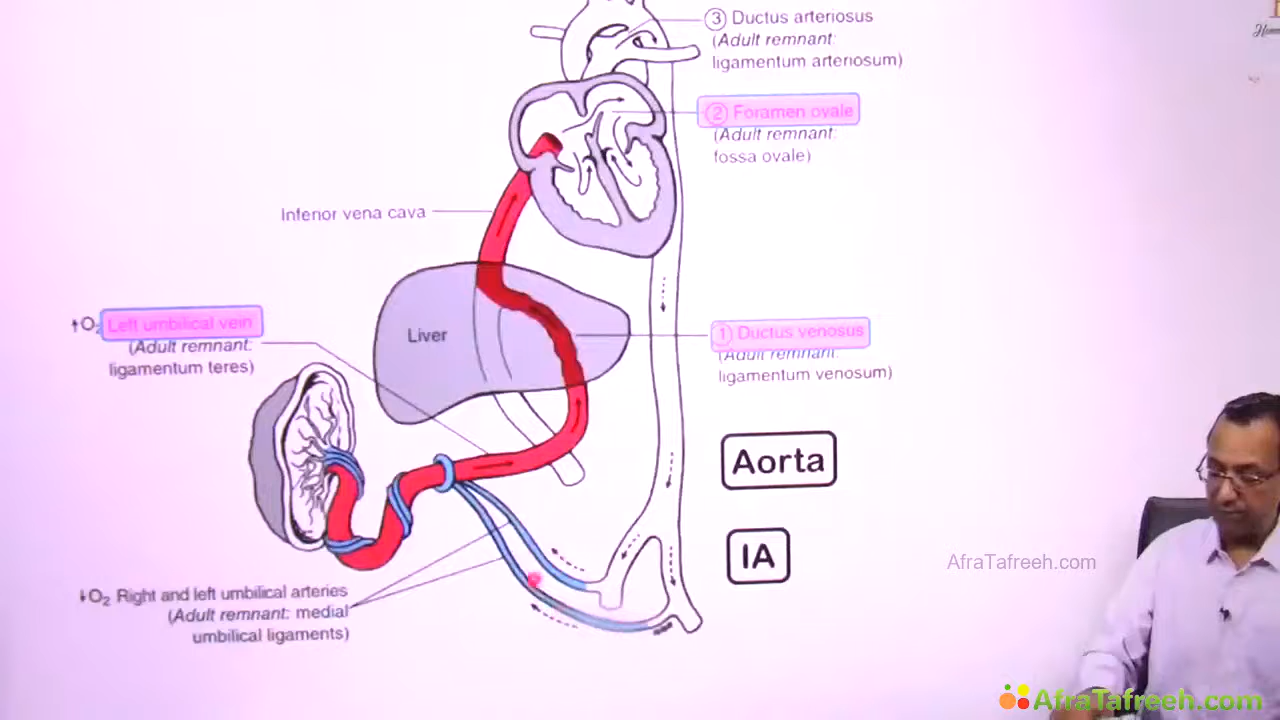 ③ Ductus arteriosus
(Adult remnant:
ligamentum arteriosum)
② Foramen ovale
(Adult remnant:
fossa ovale)
Inferior vena cava
↑O₂ Left umbilical vein
(Adult remnant:
ligamentum teres)
Liver
① Ductus venosus
(Adult remnant:
ligamentum venosum)
Aorta
IA
↓O₂ Right and left umbilical arteries
(Adult remnant: medial
umbilical ligaments)
AfraTafreeh.com
AfraTafreeh.com